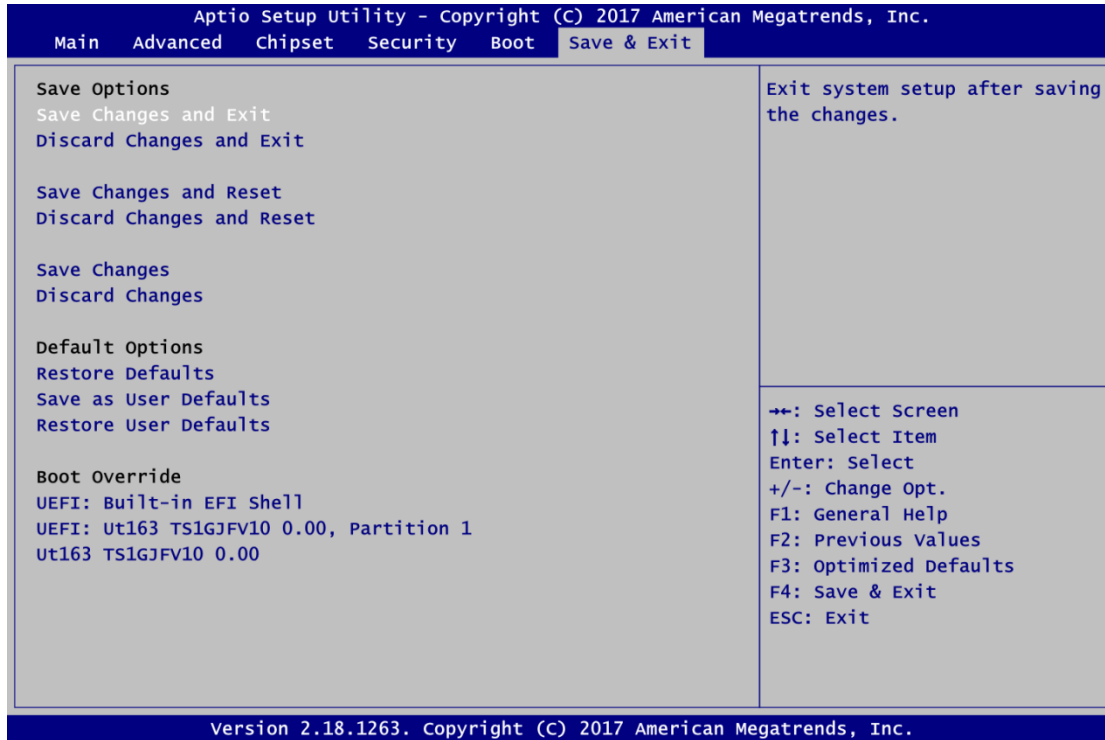 Aptio Setup Utility - Copyright (C) 2017 American Megatrends, Inc.
Main Advanced Chipset Security Boot Save & Exit
Save Options
Save Changes and Exit
Discard Changes and Exit
Save Changes and Reset
Discard Changes and Reset
Save Changes
Discard Changes
Default Options
Restore Defaults
Save as User Defaults
Restore User Defaults
Boot Override
UEFI: Built-in EFI Shell
UEFI: Ut163 TS1GJFV10 0.00, Partition 1
Ut163 TS1GJFV10 0.00
Exit system setup after saving
the changes.
→←: Select Screen
↑↓: Select Item
Enter: Select
+/-: Change Opt.
F1: General Help
F2: Previous Values
F3: Optimized Defaults
F4: Save & Exit
ESC: Exit
Version 2.18.1263. Copyright (C) 2017 American Megatrends, Inc.